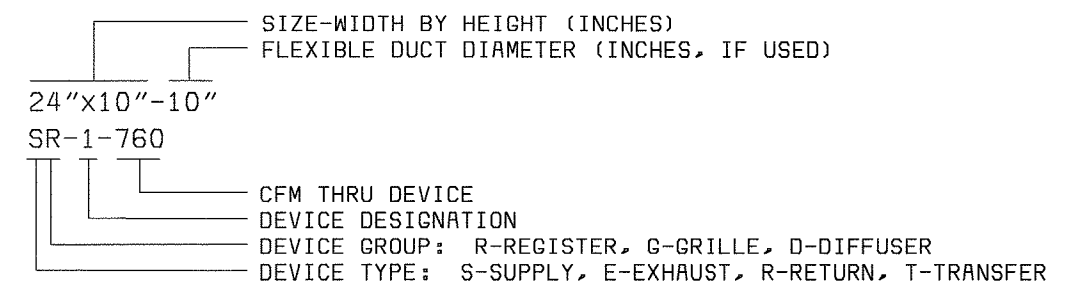 SIZE-WIDTH BY HEIGHT (INCHES)
FLEXIBLE DUCT DIAMETER (INCHES, IF USED)
24"x10"-10"
SR-1-760
CFM THRU DEVICE
DEVICE DESIGNATION
DEVICE GROUP: R-REGISTER, G-GRILLE, D-DIFFUSER
DEVICE TYPE: S-SUPPLY, E-EXHAUST, R-RETURN, T-TRANSFER